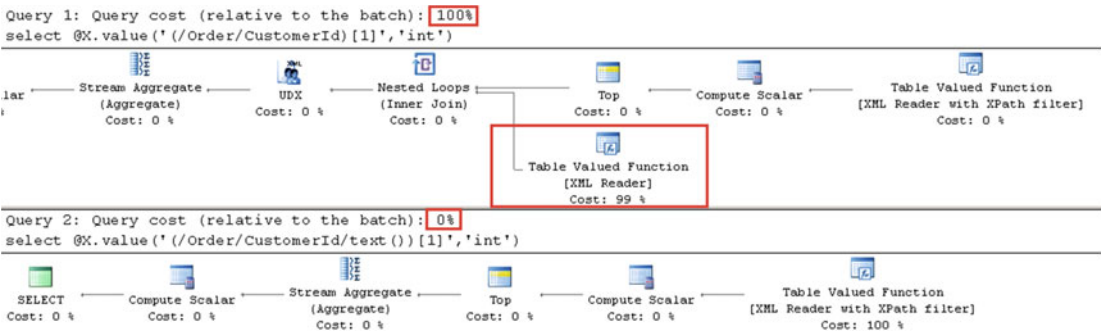 Query 1: Query cost (relative to the batch): 100%
select @X.value('(/Order/CustomerId)[1]','int')
lar
Stream Aggregate
(Aggregate)
Cost: 0 %
UDX
Cost: 0 %
Nested Loops
(Inner Join)
Cost: 0 %
Top
Cost: 0 %
Compute Scalar
Cost: 0 %
Table Valued Function
[XML Reader with XPath filter]
Cost: 0 %
Table Valued Function
[XML Reader]
Cost: 99 %
Query 2: Query cost (relative to the batch): 0%
select @X.value('(/Order/CustomerId/text())[1]','int')
SELECT
Cost: 0 %
Compute Scalar
Cost: 0 %
Stream Aggregate
(Aggregate)
Cost: 0 %
Top
Cost: 0 %
Compute Scalar
Cost: 0 %
Table Valued Function
[XML Reader with XPath filter]
Cost: 100 %